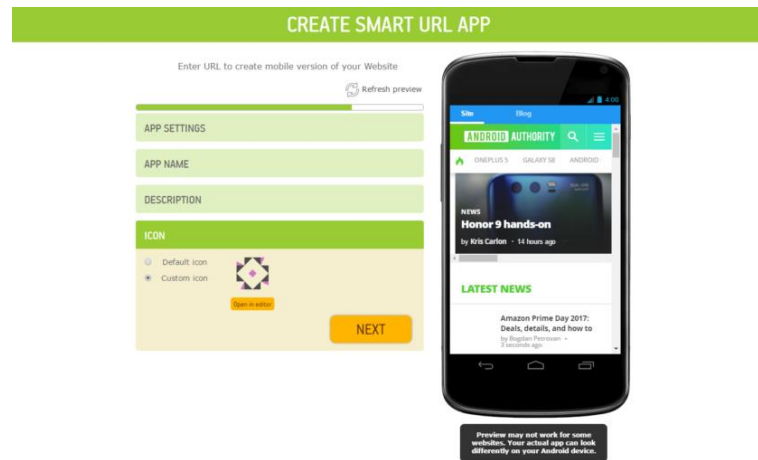 CREATE SMART URL APP
Enter URL to create mobile version of your Website
Refresh preview
APP SETTINGS
APP NAME
DESCRIPTION
ICON
Default icon
Custom icon
Open in editor
NEXT
4:00
Site Blog
ANDROID AUTHORITY
ONEPLUS 5 GALAXY S8 ANDROID
NEWS
Honor 9 hands-on
by Kris Carlon • 14 hours ago
LATEST NEWS
Amazon Prime Day 2017:
Deals, details, and how to
by Bogdan Petrovan •
3 seconds ago
Preview may not work for some
websites. Your actual app can look
differently on your Android device.